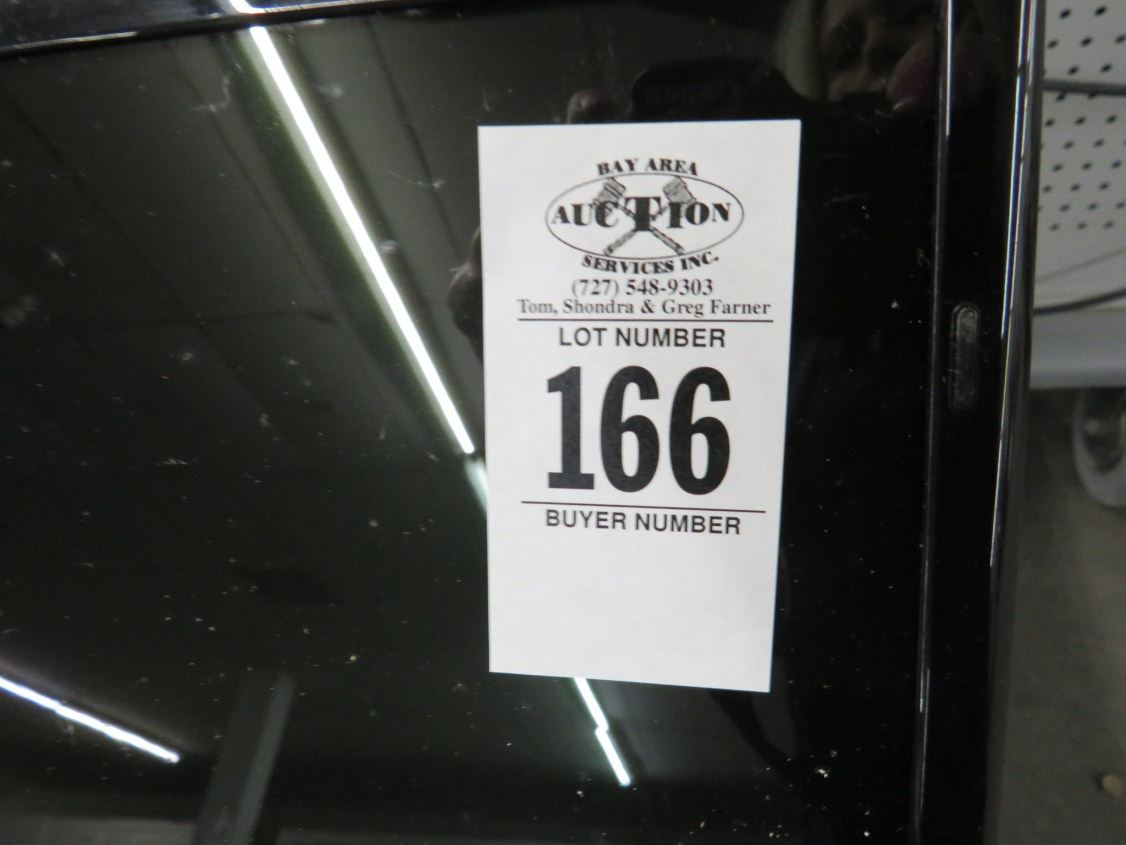 BAY AREA
AUCTION
SERVICES INC.
(727) 548-9303
Tom, Shondra & Greg Farner
LOT NUMBER
166
BUYER NUMBER